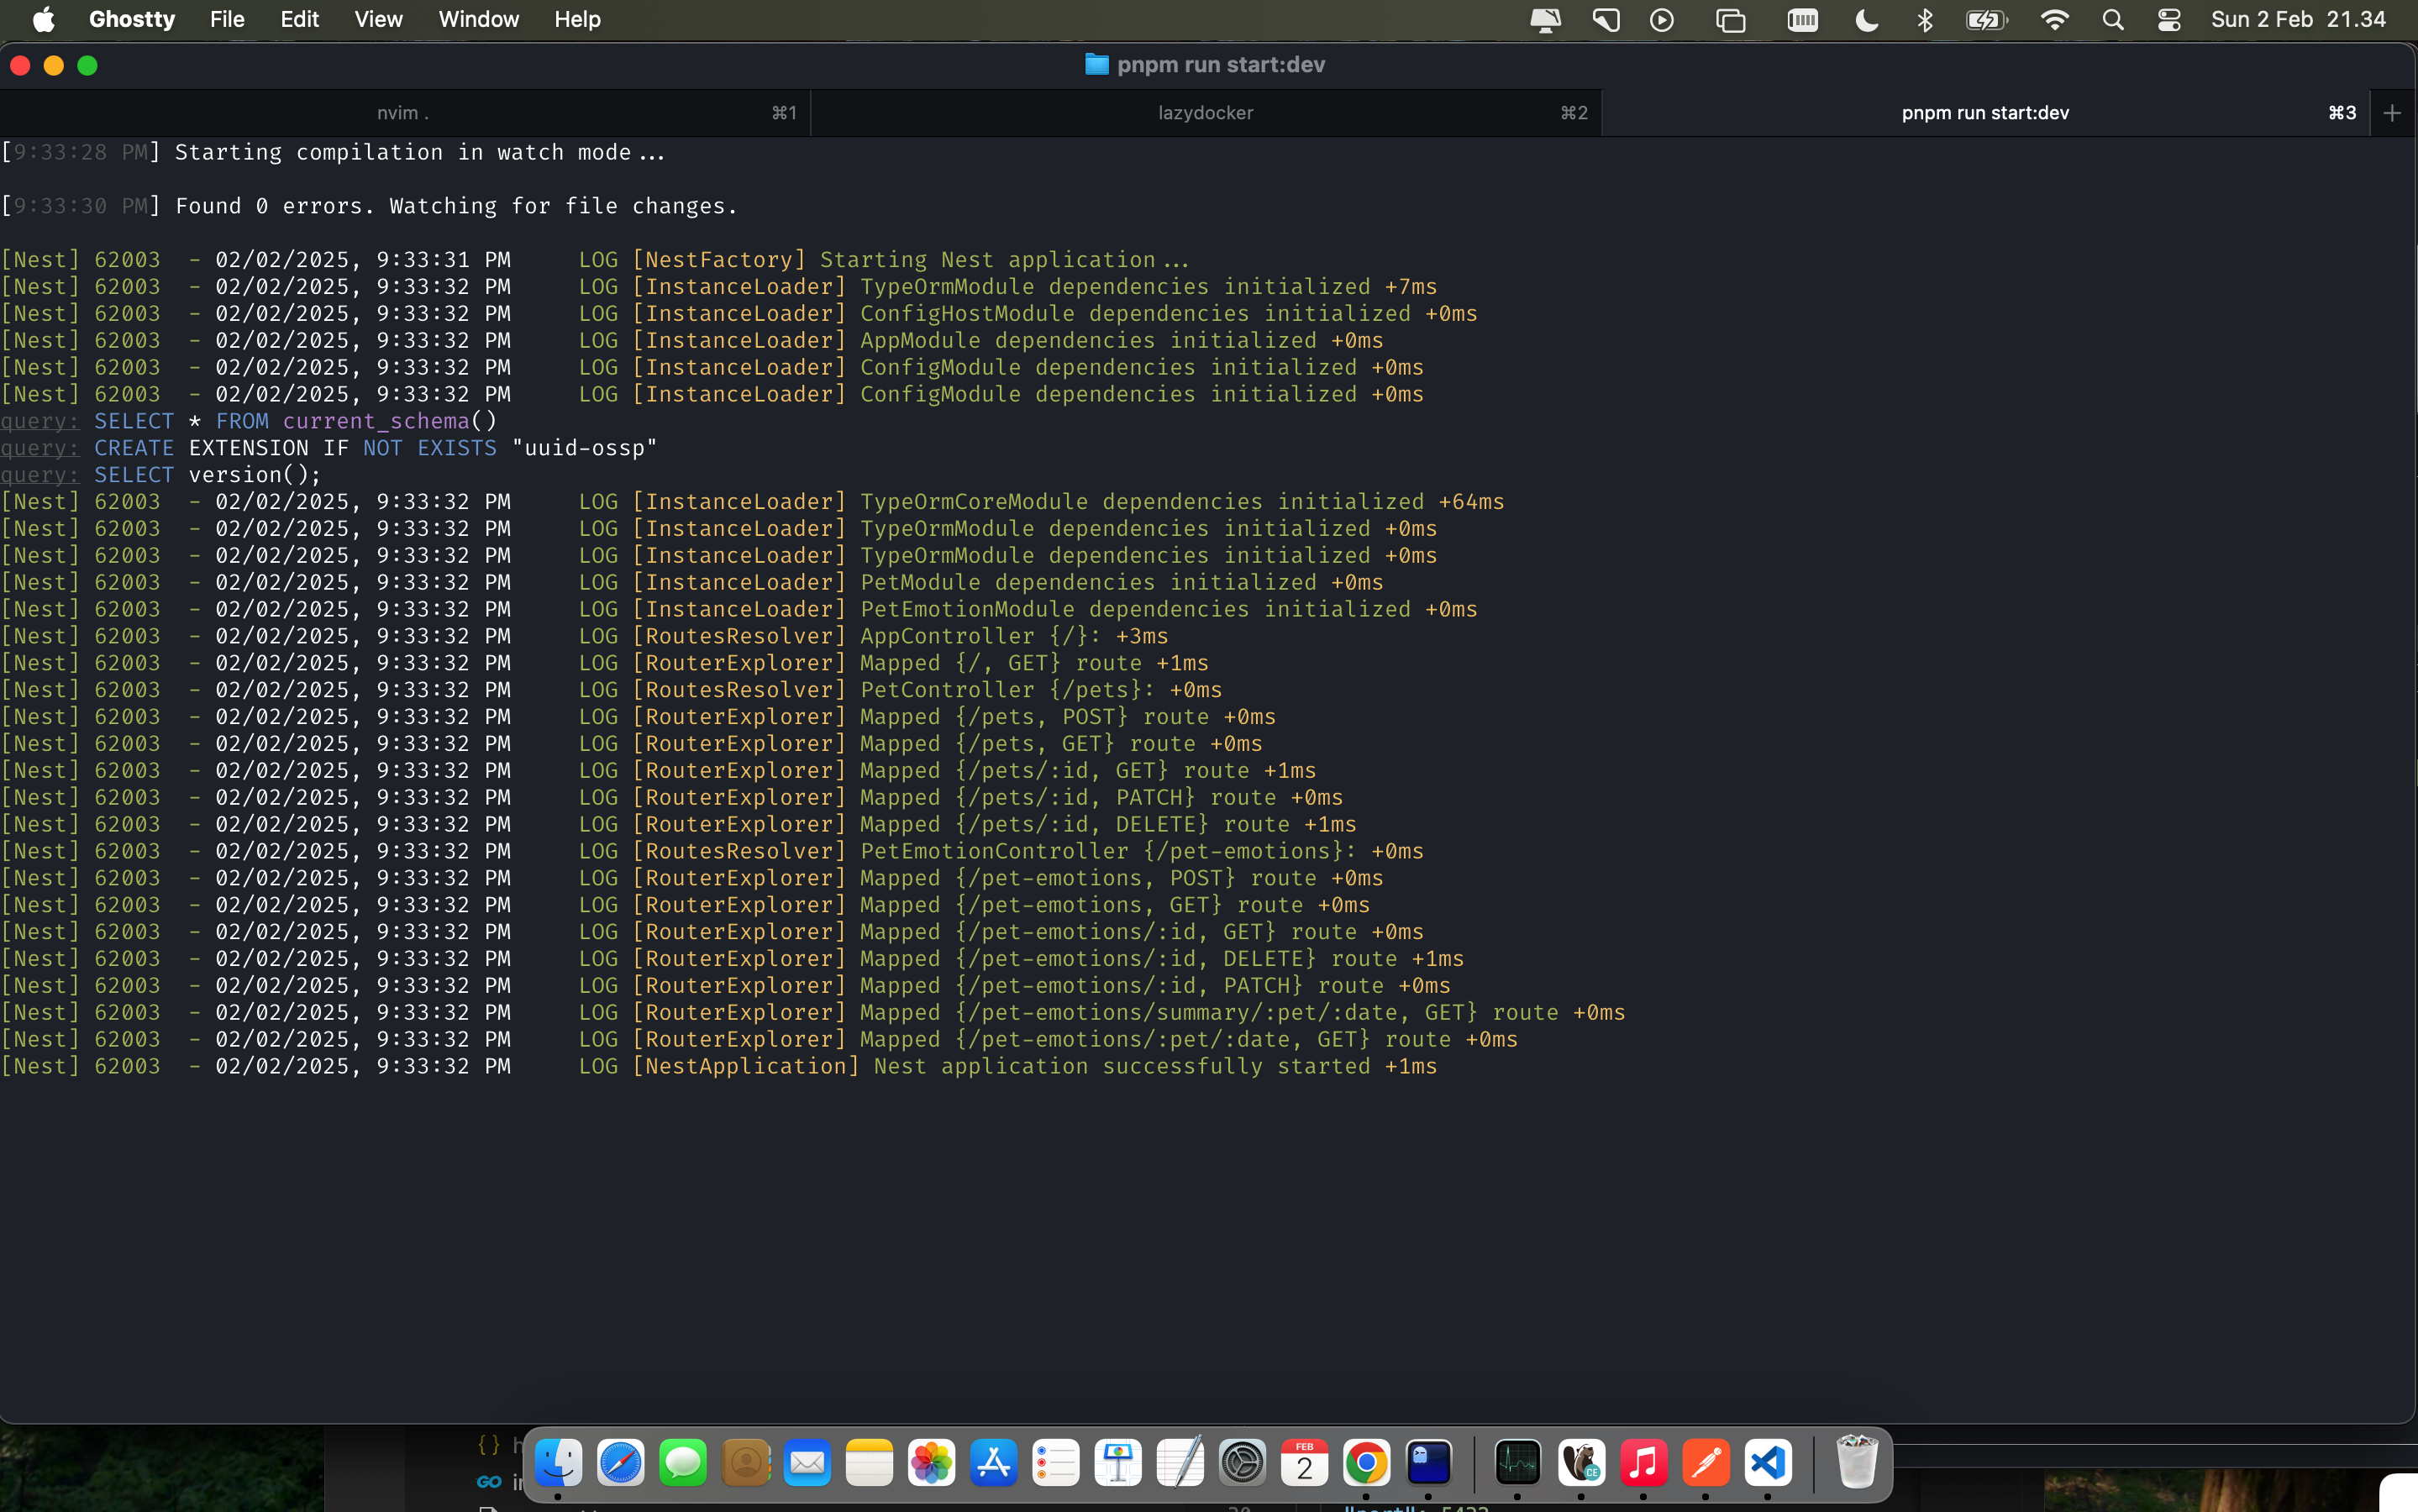 Ghostty File Edit View Window Help Sun 2 Feb 21.34
pnpm run start:dev
nvim . ⌘1 lazydocker ⌘2 pnpm run start:dev ⌘3 +
[9:33:28 PM] Starting compilation in watch mode...
[9:33:30 PM] Found 0 errors. Watching for file changes.
[Nest] 62003 - 02/02/2025, 9:33:31 PM LOG [NestFactory] Starting Nest application...
[Nest] 62003 - 02/02/2025, 9:33:32 PM LOG [InstanceLoader] TypeOrmModule dependencies initialized +7ms
[Nest] 62003 - 02/02/2025, 9:33:32 PM LOG [InstanceLoader] ConfigHostModule dependencies initialized +0ms
[Nest] 62003 - 02/02/2025, 9:33:32 PM LOG [InstanceLoader] AppModule dependencies initialized +0ms
[Nest] 62003 - 02/02/2025, 9:33:32 PM LOG [InstanceLoader] ConfigModule dependencies initialized +0ms
[Nest] 62003 - 02/02/2025, 9:33:32 PM LOG [InstanceLoader] ConfigModule dependencies initialized +0ms
query: SELECT * FROM current_schema()
query: CREATE EXTENSION IF NOT EXISTS "uuid-ossp"
query: SELECT version();
[Nest] 62003 - 02/02/2025, 9:33:32 PM LOG [InstanceLoader] TypeOrmCoreModule dependencies initialized +64ms
[Nest] 62003 - 02/02/2025, 9:33:32 PM LOG [InstanceLoader] TypeOrmModule dependencies initialized +0ms
[Nest] 62003 - 02/02/2025, 9:33:32 PM LOG [InstanceLoader] TypeOrmModule dependencies initialized +0ms
[Nest] 62003 - 02/02/2025, 9:33:32 PM LOG [InstanceLoader] PetModule dependencies initialized +0ms
[Nest] 62003 - 02/02/2025, 9:33:32 PM LOG [InstanceLoader] PetEmotionModule dependencies initialized +0ms
[Nest] 62003 - 02/02/2025, 9:33:32 PM LOG [RoutesResolver] AppController {/}: +3ms
[Nest] 62003 - 02/02/2025, 9:33:32 PM LOG [RouterExplorer] Mapped {/, GET} route +1ms
[Nest] 62003 - 02/02/2025, 9:33:32 PM LOG [RoutesResolver] PetController {/pets}: +0ms
[Nest] 62003 - 02/02/2025, 9:33:32 PM LOG [RouterExplorer] Mapped {/pets, POST} route +0ms
[Nest] 62003 - 02/02/2025, 9:33:32 PM LOG [RouterExplorer] Mapped {/pets, GET} route +0ms
[Nest] 62003 - 02/02/2025, 9:33:32 PM LOG [RouterExplorer] Mapped {/pets/:id, GET} route +1ms
[Nest] 62003 - 02/02/2025, 9:33:32 PM LOG [RouterExplorer] Mapped {/pets/:id, PATCH} route +0ms
[Nest] 62003 - 02/02/2025, 9:33:32 PM LOG [RouterExplorer] Mapped {/pets/:id, DELETE} route +1ms
[Nest] 62003 - 02/02/2025, 9:33:32 PM LOG [RoutesResolver] PetEmotionController {/pet-emotions}: +0ms
[Nest] 62003 - 02/02/2025, 9:33:32 PM LOG [RouterExplorer] Mapped {/pet-emotions, POST} route +0ms
[Nest] 62003 - 02/02/2025, 9:33:32 PM LOG [RouterExplorer] Mapped {/pet-emotions, GET} route +0ms
[Nest] 62003 - 02/02/2025, 9:33:32 PM LOG [RouterExplorer] Mapped {/pet-emotions/:id, GET} route +0ms
[Nest] 62003 - 02/02/2025, 9:33:32 PM LOG [RouterExplorer] Mapped {/pet-emotions/:id, DELETE} route +1ms
[Nest] 62003 - 02/02/2025, 9:33:32 PM LOG [RouterExplorer] Mapped {/pet-emotions/:id, PATCH} route +0ms
[Nest] 62003 - 02/02/2025, 9:33:32 PM LOG [RouterExplorer] Mapped {/pet-emotions/summary/:pet/:date, GET} route +0ms
[Nest] 62003 - 02/02/2025, 9:33:32 PM LOG [RouterExplorer] Mapped {/pet-emotions/:pet/:date, GET} route +0ms
[Nest] 62003 - 02/02/2025, 9:33:32 PM LOG [NestApplication] Nest application successfully started +1ms
FEB
2
CE